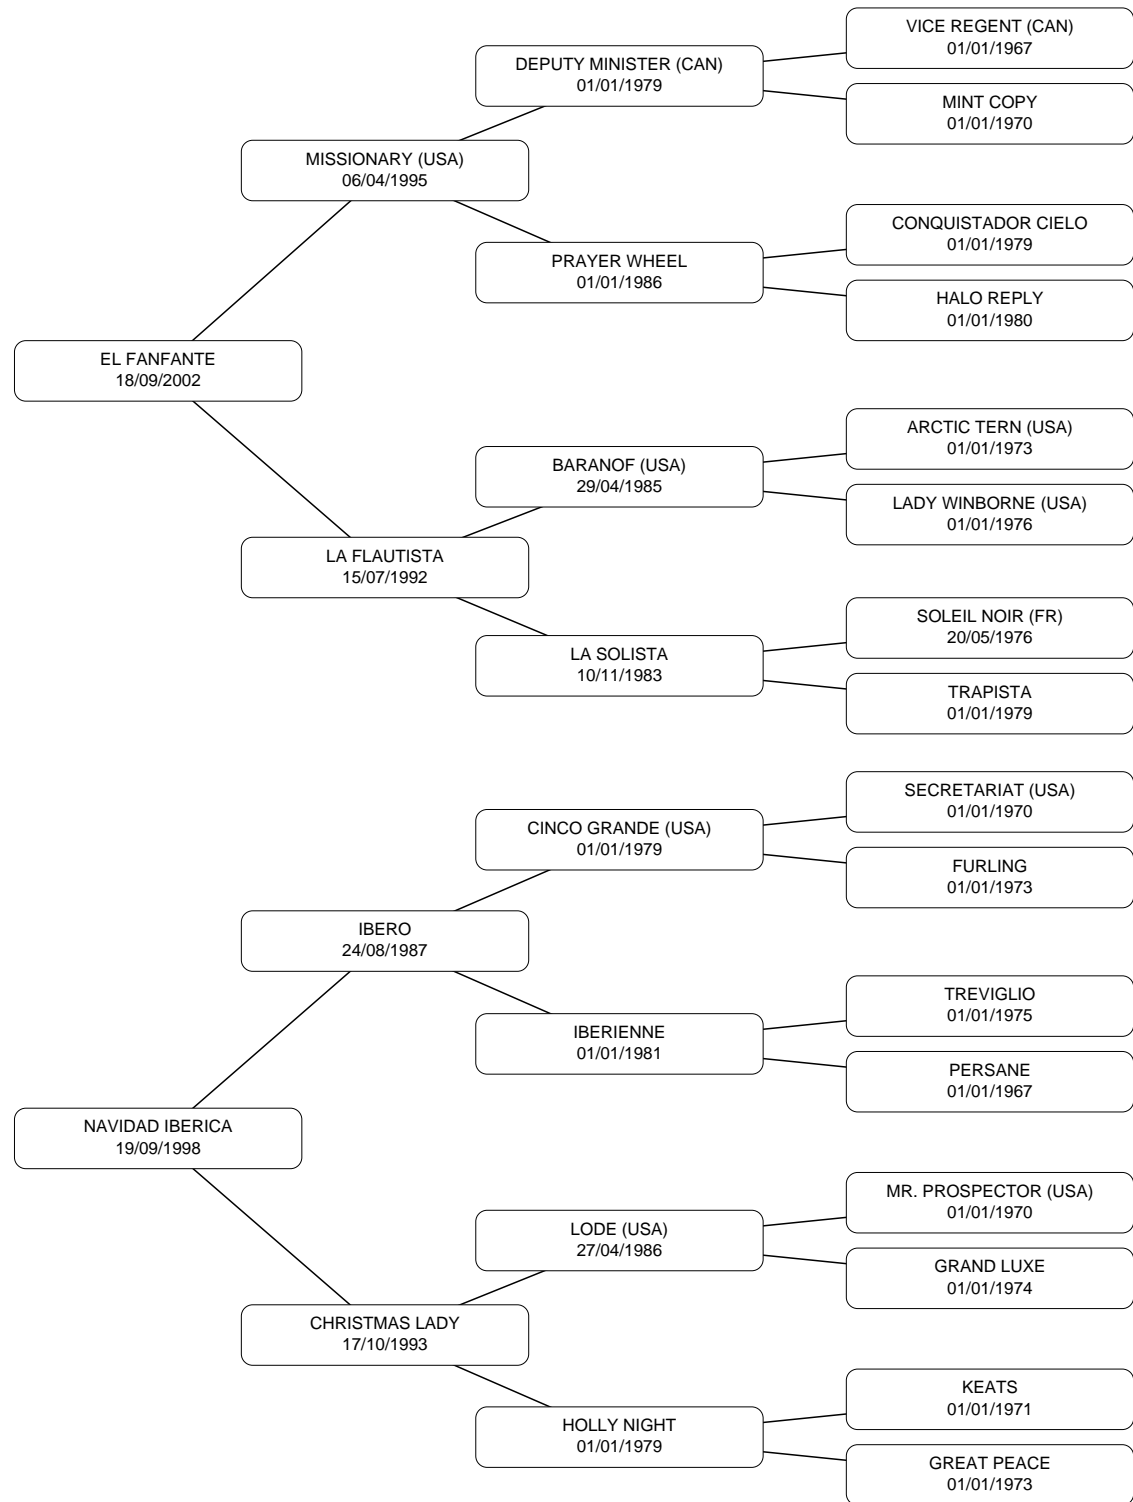 VICE REGENT (CAN)
01/01/1967
DEPUTY MINISTER (CAN)
01/01/1979
MINT COPY
01/01/1970
MISSIONARY (USA)
06/04/1995
CONQUISTADOR CIELO
01/01/1979
PRAYER WHEEL
01/01/1986
HALO REPLY
01/01/1980
EL FANFANTE
18/09/2002
ARCTIC TERN (USA)
01/01/1973
BARANOF (USA)
29/04/1985
LADY WINBORNE (USA)
01/01/1976
LA FLAUTISTA
15/07/1992
SOLEIL NOIR (FR)
20/05/1976
LA SOLISTA
10/11/1983
TRAPISTA
01/01/1979
SECRETARIAT (USA)
01/01/1970
CINCO GRANDE (USA)
01/01/1979
FURLING
01/01/1973
IBERO
24/08/1987
TREVIGLIO
01/01/1975
IBERIENNE
01/01/1981
PERSANE
01/01/1967
NAVIDAD IBERICA
19/09/1998
MR. PROSPECTOR (USA)
01/01/1970
LODE (USA)
27/04/1986
GRAND LUXE
01/01/1974
CHRISTMAS LADY
17/10/1993
KEATS
01/01/1971
HOLLY NIGHT
01/01/1979
GREAT PEACE
01/01/1973